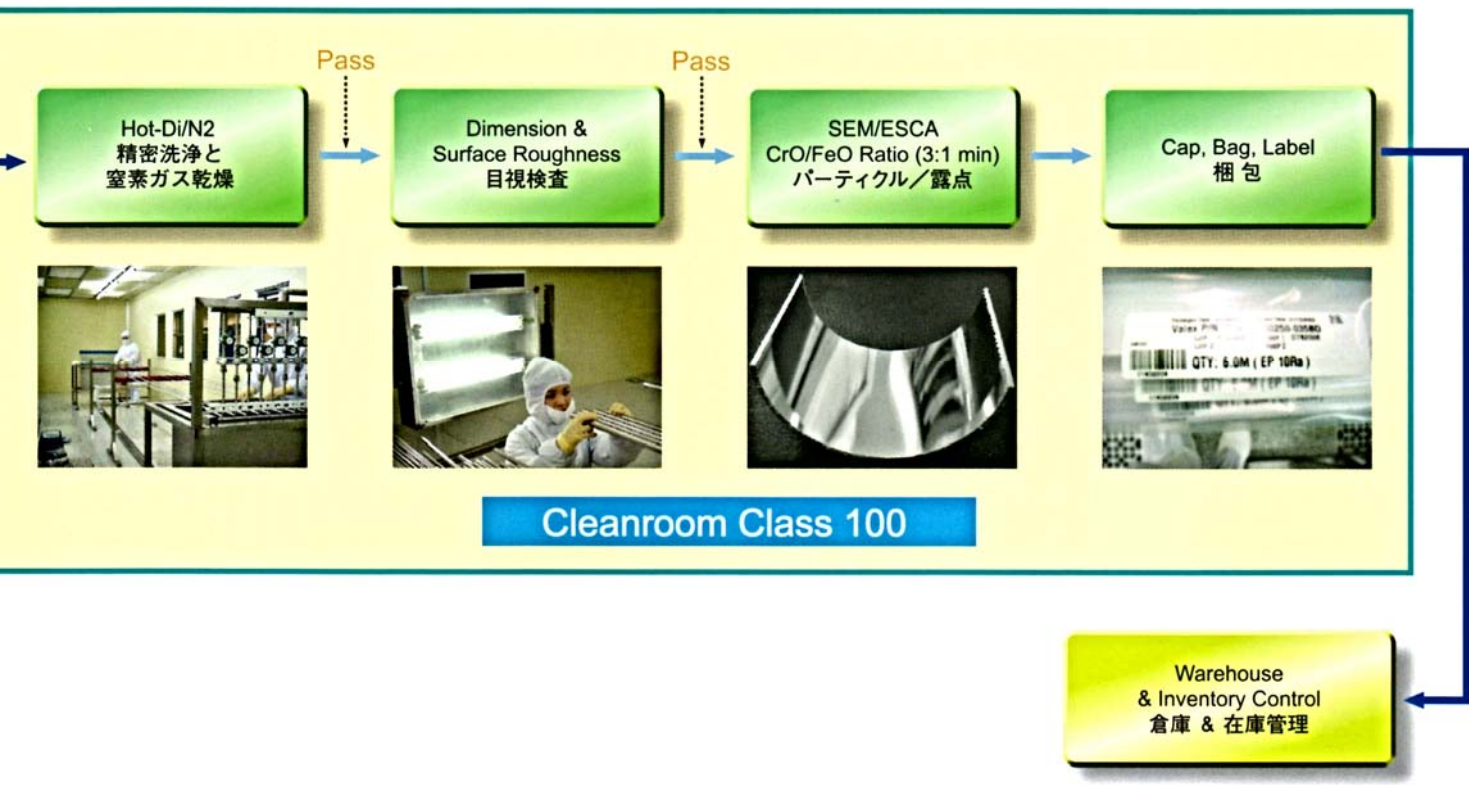 Pass
Pass
Hot-Di/N2
精密洗浄と
窒素ガス乾燥
Dimension &
Surface Roughness
目視検査
SEM/ESCA
CrO/FeO Ratio (3:1 min)
パーティクル／露点
Cap, Bag, Label
梱 包
Valex P/N
QTY: 6.0M ( EP 10Ra )
Cleanroom Class 100
Warehouse
& Inventory Control
倉庫 & 在庫管理